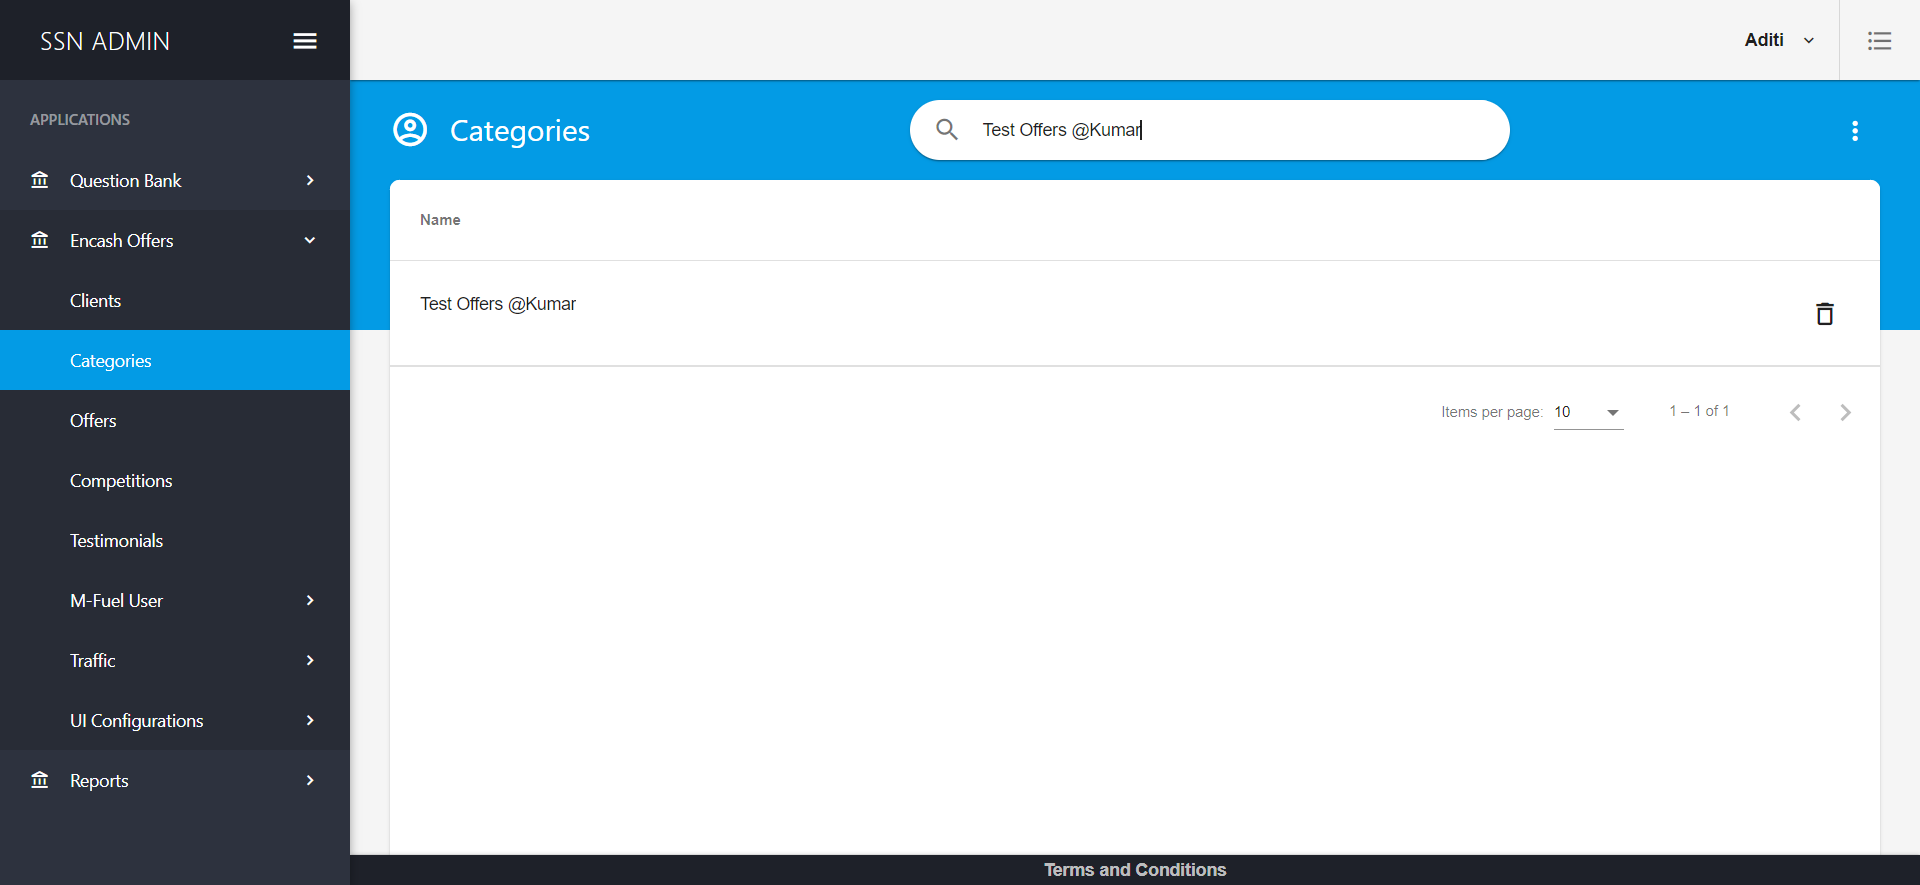 SSN ADMIN
Aditi
APPLICATIONS
Question Bank
Encash Offers
Clients
Categories
Offers
Competitions
Testimonials
M-Fuel User
Traffic
UI Configurations
Reports
Categories
Test Offers @Kumar
Name
Test Offers @Kumar
Items per page: 10
1 – 1 of 1
Terms and Conditions